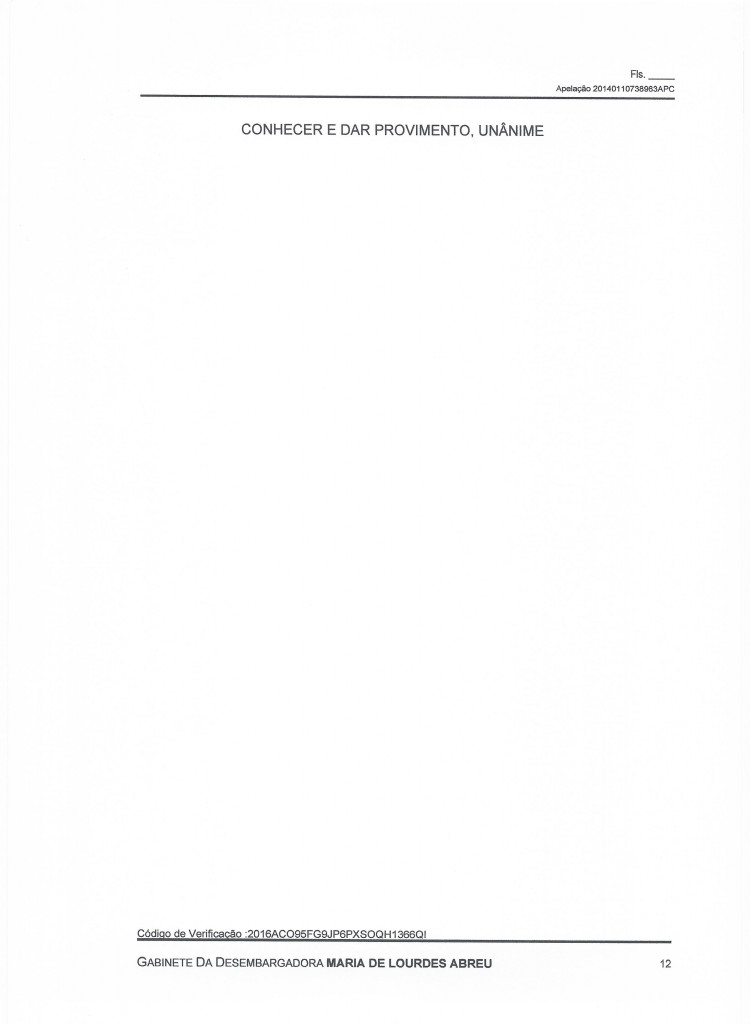 Fls. _____
Apelação 20140110738963APC
CONHECER E DAR PROVIMENTO, UNÂNIME
Código de Verificação :2016ACO95FG9JP6PXSOQH1366QI
GABINETE DA DESEMBARGADORA MARIA DE LOURDES ABREU 12